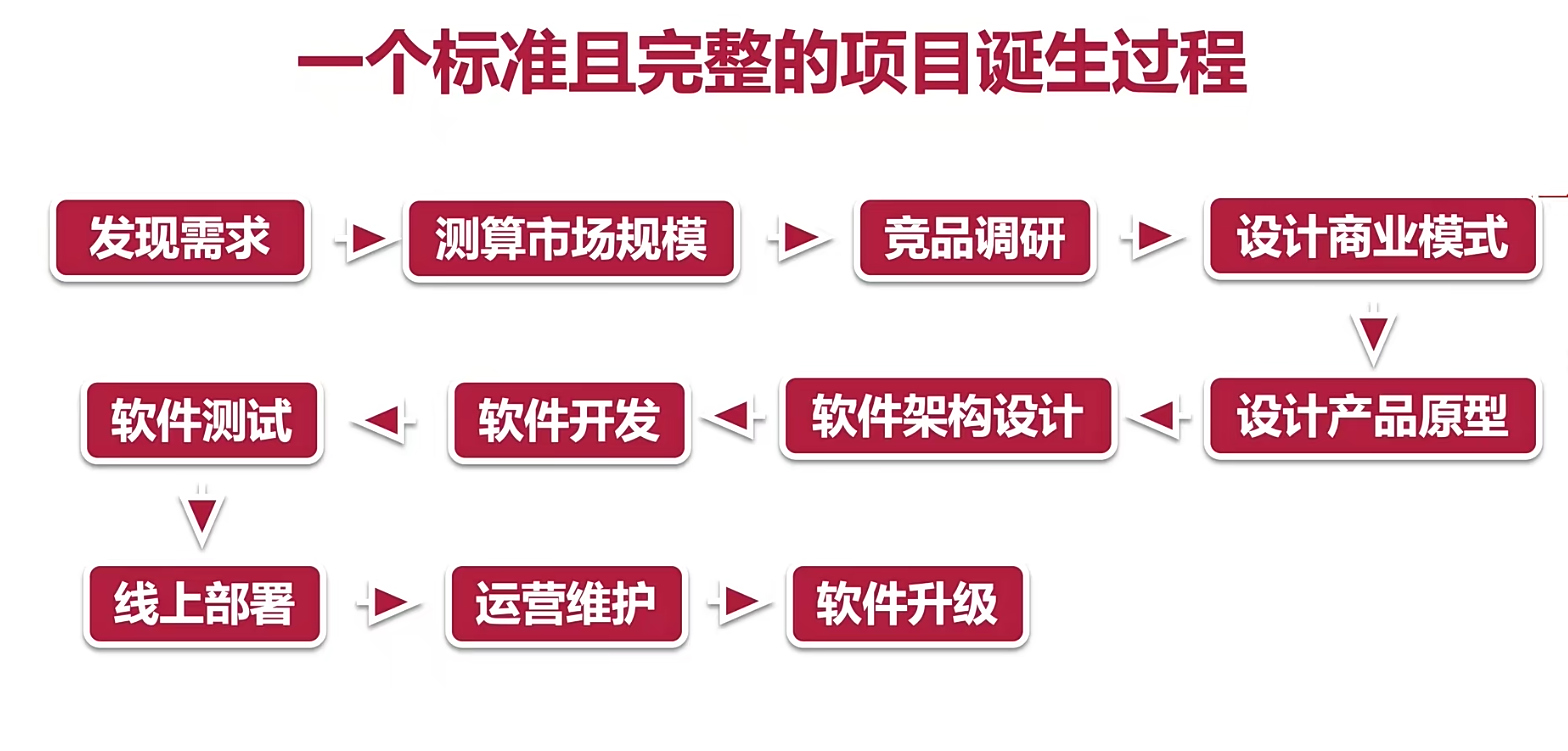 一个标准且完整的项目诞生过程
发现需求
测算市场规模
竞品调研
设计商业模式
设计产品原型
软件架构设计
软件开发
软件测试
线上部署
运营维护
软件升级